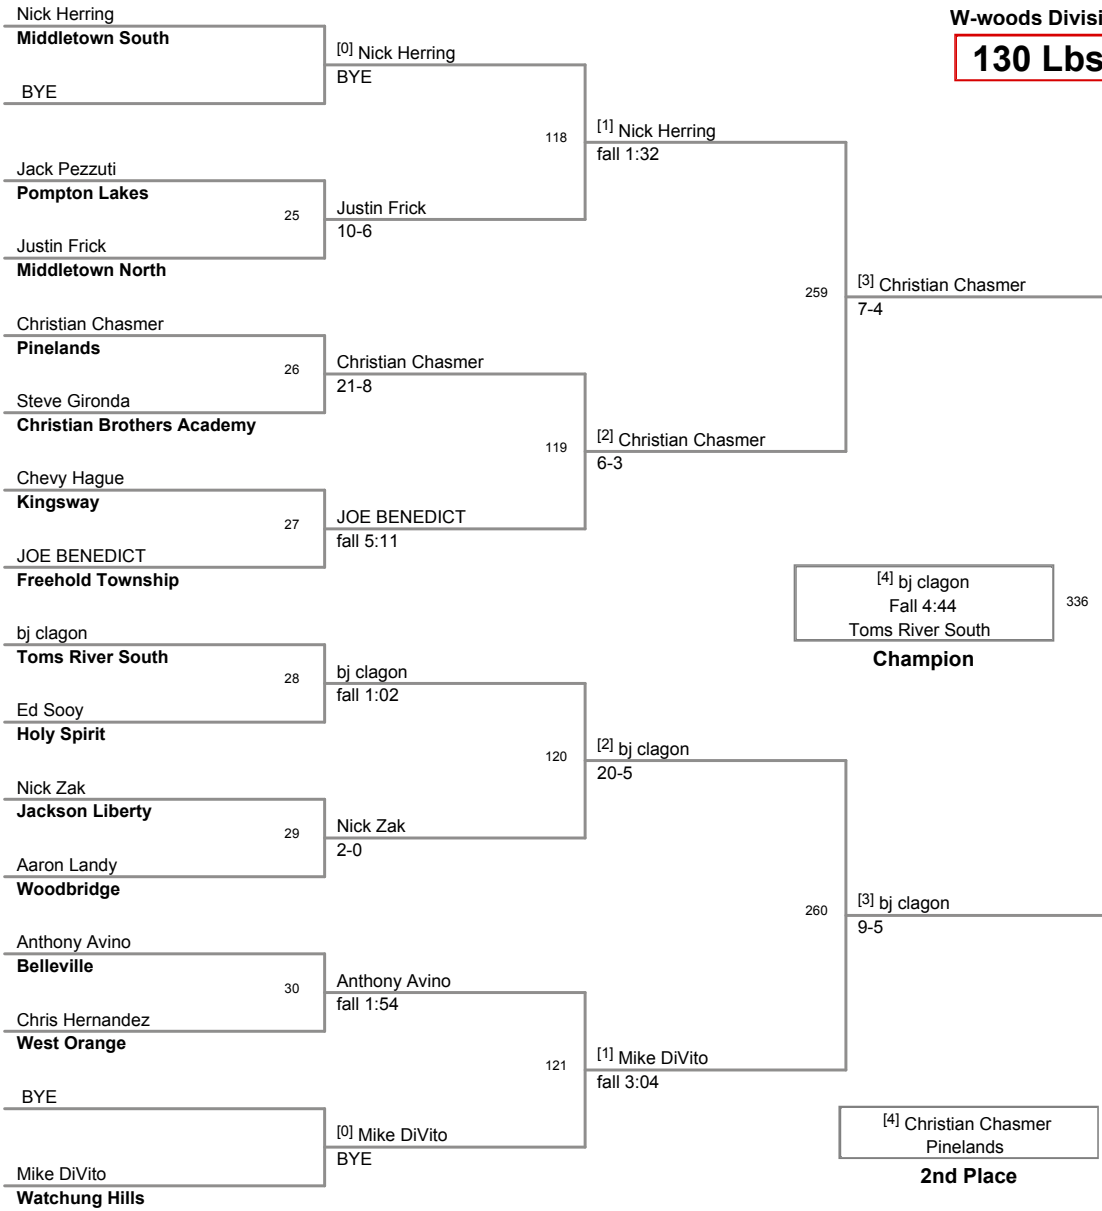 Nick Herring
Middletown South
BYE
Jack Pezzuti
Pompton Lakes
Justin Frick
Middletown North
Christian Chasmer
Pinelands
Steve Gironda
Christian Brothers Academy
Chevy Hague
Kingsway
JOE BENEDICT
Freehold Township
bj clagon
Toms River South
Ed Sooy
Holy Spirit
Nick Zak
Jackson Liberty
Aaron Landy
Woodbridge
Anthony Avino
Belleville
Chris Hernandez
West Orange
BYE
Mike DiVito
Watchung Hills
25
26
27
28
29
30
[0] Nick Herring
BYE
Justin Frick
10-6
Christian Chasmer
21-8
JOE BENEDICT
fall 5:11
bj clagon
fall 1:02
Nick Zak
2-0
Anthony Avino
fall 1:54
[0] Mike DiVito
BYE
118
119
120
121
[1] Nick Herring
fall 1:32
[2] Christian Chasmer
6-3
[2] bj clagon
20-5
[1] Mike DiVito
fall 3:04
259
260
W-woods Divisi
130 Lbs
[3] Christian Chasmer
7-4
[4] bj clagon
Fall 4:44
Toms River South
336
Champion
[3] bj clagon
9-5
[4] Christian Chasmer
Pinelands
2nd Place